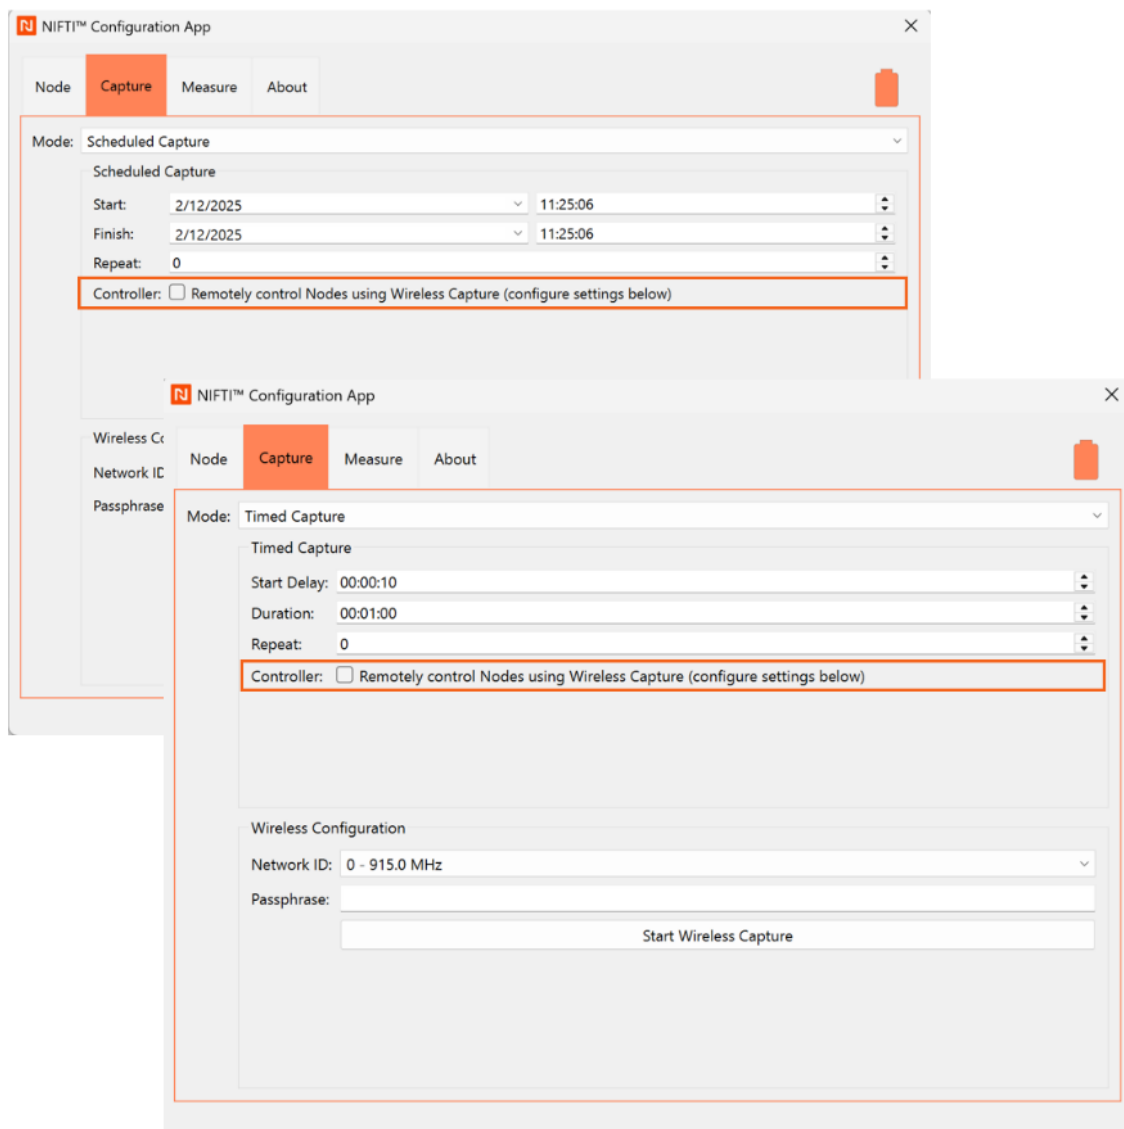 NIFTI™ Configuration App
Node Capture Measure About
Mode: Scheduled Capture
Scheduled Capture
Start: 2/12/2025 11:25:06
Finish: 2/12/2025 11:25:06
Repeat: 0
Controller: Remotely control Nodes using Wireless Capture (configure settings below)
Wireless Co
Network ID
Passphrase
NIFTI™ Configuration App
Node Capture Measure About
Mode: Timed Capture
Timed Capture
Start Delay: 00:00:10
Duration: 00:01:00
Repeat: 0
Controller: Remotely control Nodes using Wireless Capture (configure settings below)
Wireless Configuration
Network ID: 0 - 915.0 MHz
Passphrase:
Start Wireless Capture